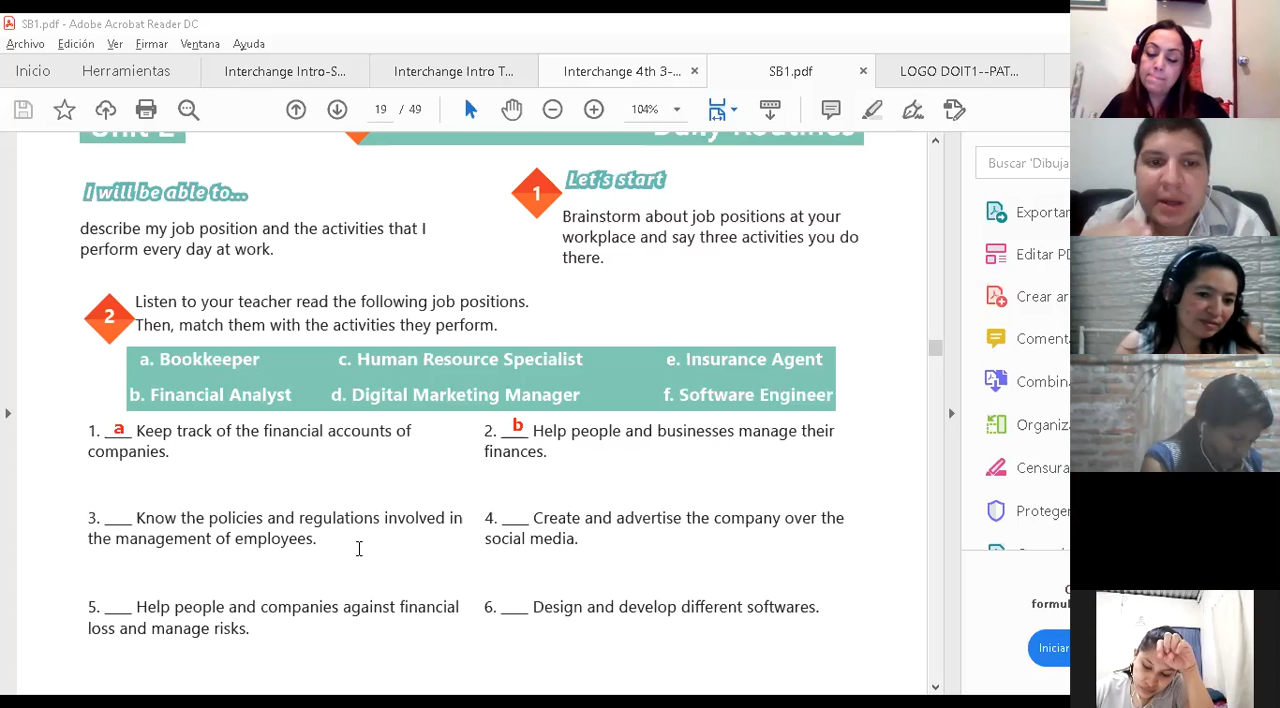 SB1.pdf - Adobe Acrobat Reader DC
Archivo Edición Ver Firmar Ventana Ayuda
Inicio Herramientas Interchange Intro-S... Interchange Intro T... Interchange 4th 3-... × SB1.pdf × LOGO DOIT1--PAT...
19 / 49 104%
Unit 2 Daily Routines
I will be able to...
describe my job position and the activities that I
perform every day at work.
1 Let's start
Brainstorm about job positions at your
workplace and say three activities you do
there.
2 Listen to your teacher read the following job positions.
Then, match them with the activities they perform.
a. Bookkeeper c. Human Resource Specialist e. Insurance Agent
b. Financial Analyst d. Digital Marketing Manager f. Software Engineer
1. a Keep track of the financial accounts of
companies.
2. b Help people and businesses manage their
finances.
3. ___ Know the policies and regulations involved in
the management of employees.
4. ___ Create and advertise the company over the
social media.
5. ___ Help people and companies against financial
loss and manage risks.
6. ___ Design and develop different softwares.
Buscar 'Dibuja
Exportar
Editar PD
Crear ar
Coment
Combin
Organiz
Censura
Proteger
formul
Iniciar